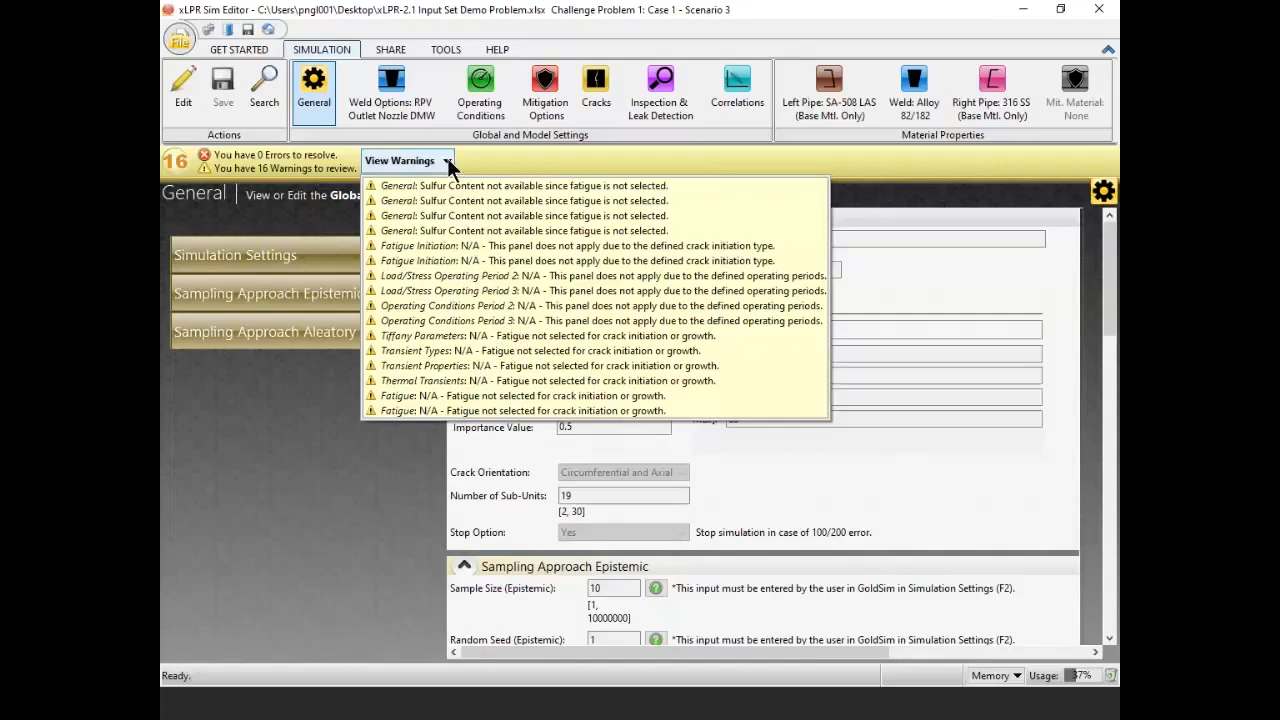 xLPR Sim Editor - C:\Users\pngl001\Desktop\xLPR-2.1 Input Set Demo Problem.xlsx Challenge Problem 1: Case 1 - Scenario 3
File
GET STARTED SIMULATION SHARE TOOLS HELP
Edit Save Search General Weld Options: RPV Outlet Nozzle DMW Operating Conditions Mitigation Options Cracks Inspection & Leak Detection Correlations Left Pipe: SA-508 LAS (Base Mtl. Only) Weld: Alloy 82/182 Right Pipe: 316 SS (Base Mtl. Only) Mit. Material: None
Actions Global and Model Settings Material Properties
16 You have 0 Errors to resolve.
You have 16 Warnings to review.
View Warnings
General | View or Edit the Globa
General: Sulfur Content not available since fatigue is not selected.
General: Sulfur Content not available since fatigue is not selected.
General: Sulfur Content not available since fatigue is not selected.
General: Sulfur Content not available since fatigue is not selected.
Fatigue Initiation: N/A - This panel does not apply due to the defined crack initiation type.
Fatigue Initiation: N/A - This panel does not apply due to the defined crack initiation type.
Load/Stress Operating Period 2: N/A - This panel does not apply due to the defined operating periods.
Load/Stress Operating Period 3: N/A - This panel does not apply due to the defined operating periods.
Operating Conditions Period 2: N/A - This panel does not apply due to the defined operating periods.
Operating Conditions Period 3: N/A - This panel does not apply due to the defined operating periods.
Tiffany Parameters: N/A - Fatigue not selected for crack initiation or growth.
Transient Types: N/A - Fatigue not selected for crack initiation or growth.
Transient Properties: N/A - Fatigue not selected for crack initiation or growth.
Thermal Transients: N/A - Fatigue not selected for crack initiation or growth.
Fatigue: N/A - Fatigue not selected for crack initiation or growth.
Fatigue: N/A - Fatigue not selected for crack initiation or growth.
Simulation Settings
Sampling Approach Epistemic
Sampling Approach Aleatory
Importance Value: 0.5
Crack Orientation: Circumferential and Axial
Number of Sub-Units: 19
[2, 30]
Stop Option: Yes Stop simulation in case of 100/200 error.
Sampling Approach Epistemic
Sample Size (Epistemic): 10 *This input must be entered by the user in GoldSim in Simulation Settings (F2).
[1,
10000000]
Random Seed (Epistemic): 1 *This input must be entered by the user in GoldSim in Simulation Settings (F2).
Ready. Memory Usage: 37%